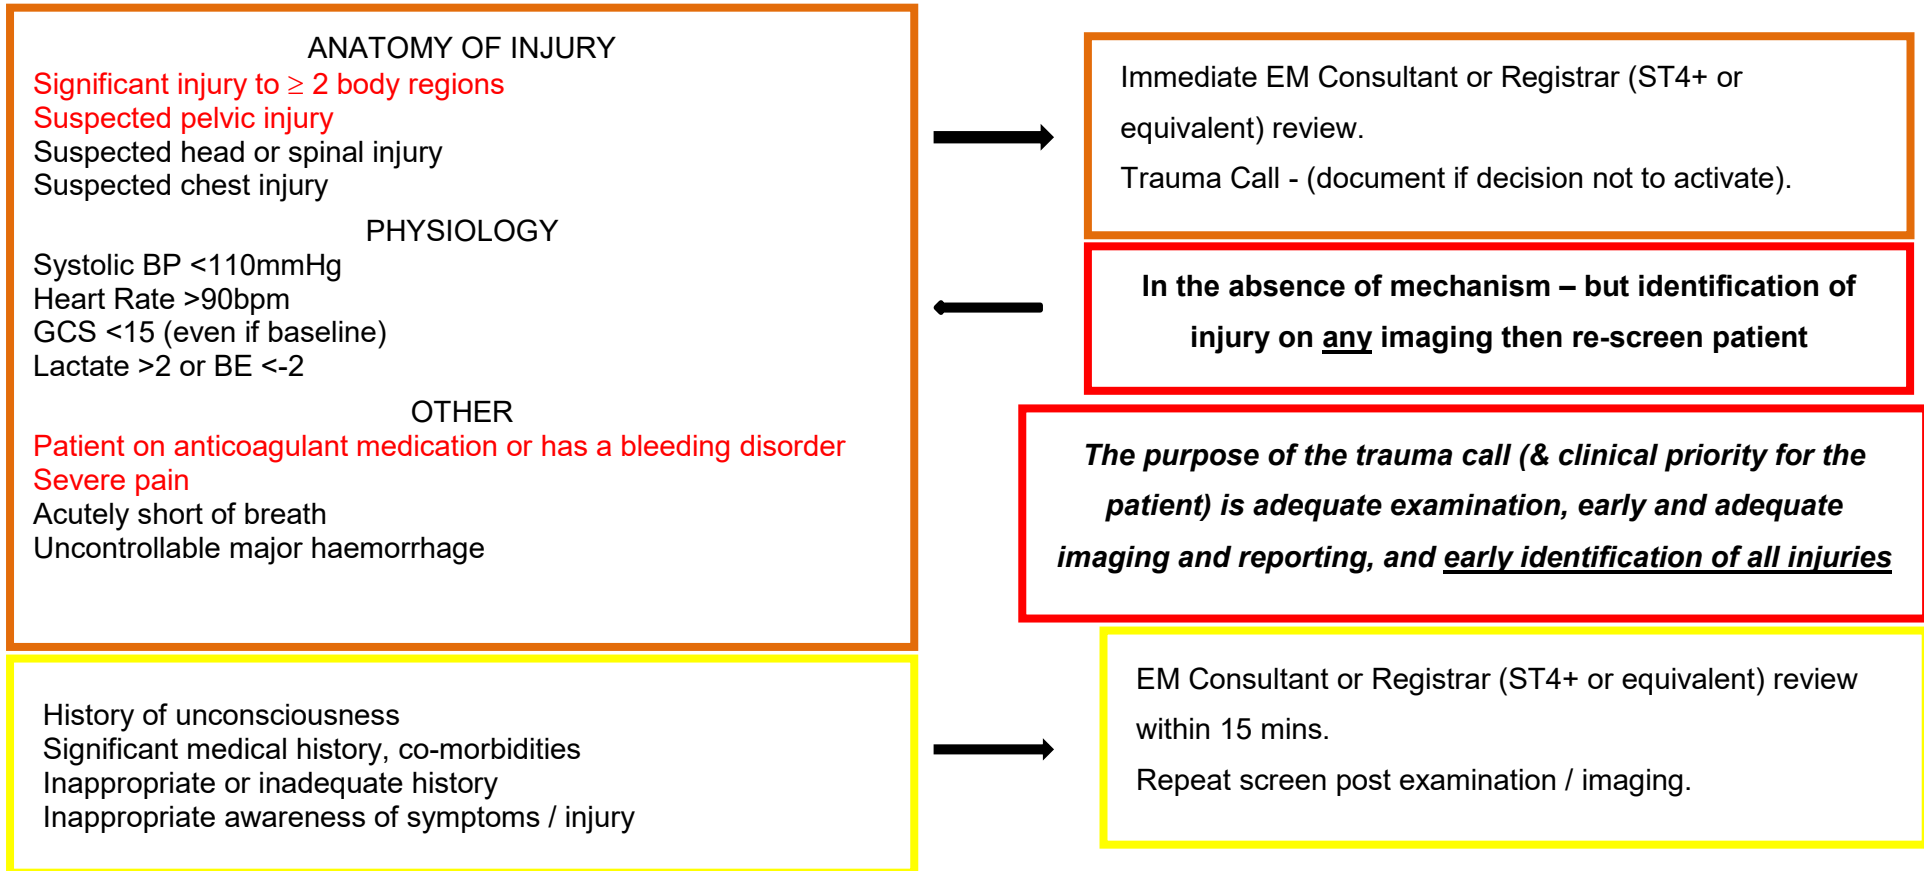 ANATOMY OF INJURY
Significant injury to ≥ 2 body regions
Suspected pelvic injury
Suspected head or spinal injury
Suspected chest injury
PHYSIOLOGY
Systolic BP <110mmHg
Heart Rate >90bpm
GCS <15 (even if baseline)
Lactate >2 or BE <-2
OTHER
Patient on anticoagulant medication or has a bleeding disorder
Severe pain
Acutely short of breath
Uncontrollable major haemorrhage
Immediate EM Consultant or Registrar (ST4+ or
equivalent) review.
Trauma Call - (document if decision not to activate).
In the absence of mechanism – but identification of
injury on any imaging then re-screen patient
The purpose of the trauma call (& clinical priority for the
patient) is adequate examination, early and adequate
imaging and reporting, and early identification of all injuries
History of unconsciousness
Significant medical history, co-morbidities
Inappropriate or inadequate history
Inappropriate awareness of symptoms / injury
EM Consultant or Registrar (ST4+ or equivalent) review
within 15 mins.
Repeat screen post examination / imaging.